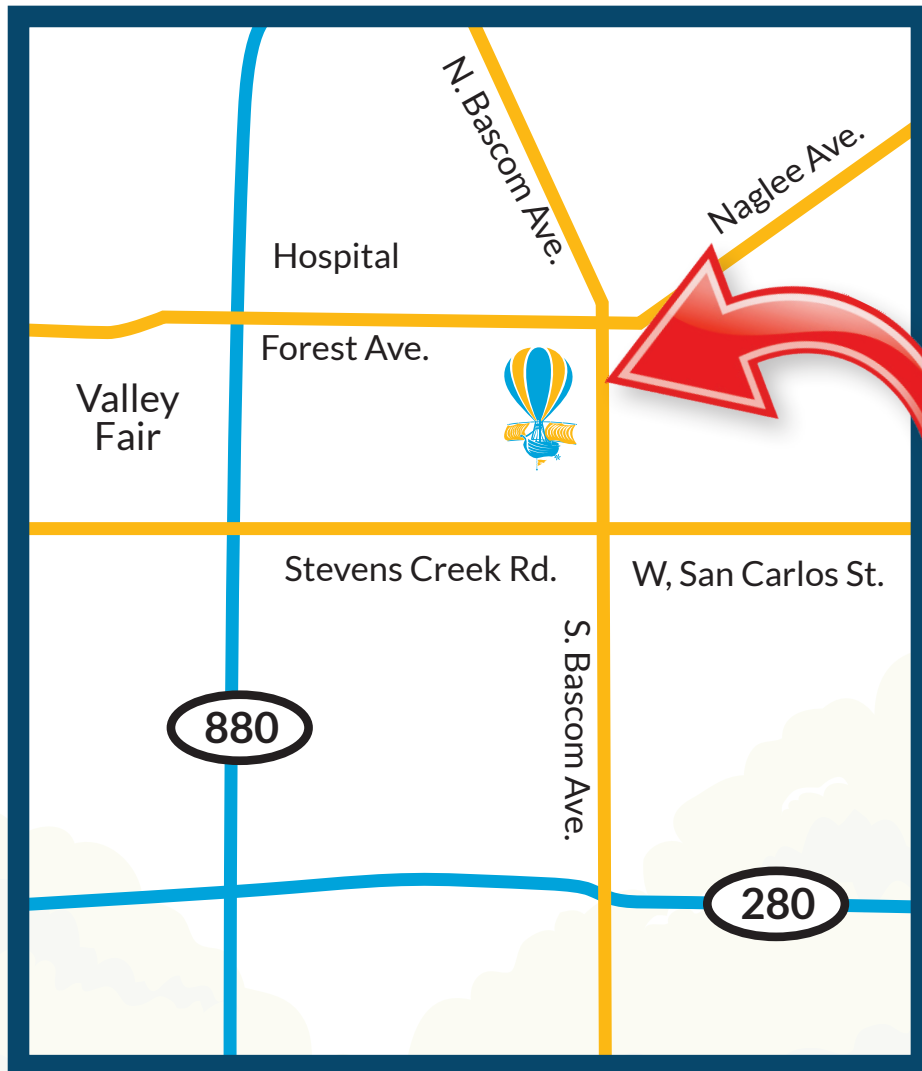 N. Bascom Ave.
Naglee Ave.
Hospital
Forest Ave.
Valley
Fair
Stevens Creek Rd.
W, San Carlos St.
S. Bascom Ave.
880
280